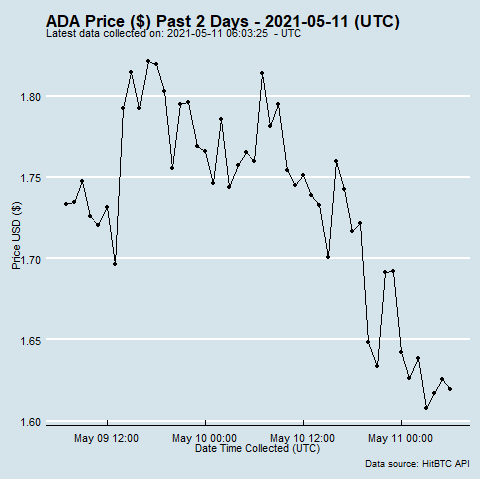 ADA Price ($) Past 2 Days - 2021-05-11 (UTC)
Latest data collected on: 2021-05-11 06:03:25 - UTC
1.80
1.75
1.70
1.65
1.60
Price USD ($)
May 09 12:00
May 10 00:00
May 10 12:00
May 11 00:00
Date Time Collected (UTC)
Data source: HitBTC API